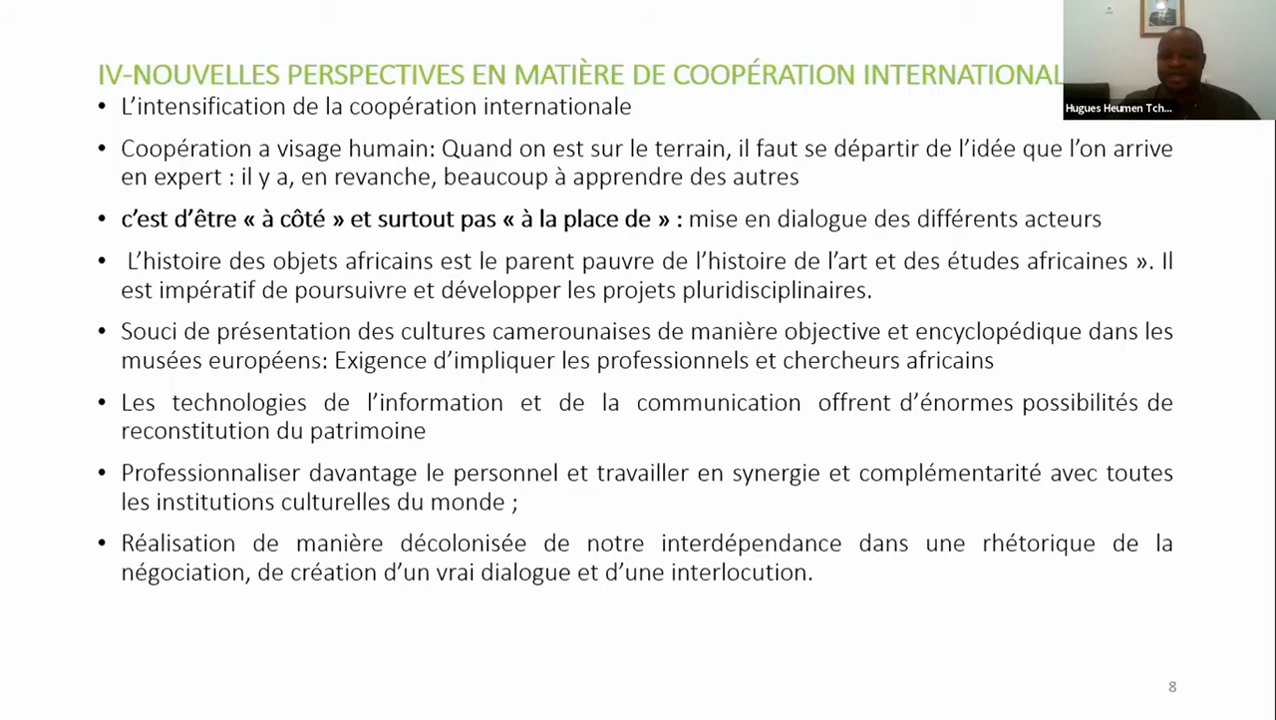 IV-NOUVELLES PERSPECTIVES EN MATIÈRE DE COOPÉRATION INTERNATIONAL
• L’intensification de la coopération internationale
• Coopération a visage humain: Quand on est sur le terrain, il faut se départir de l’idée que l’on arrive
en expert : il y a, en revanche, beaucoup à apprendre des autres
• c’est d’être « à côté » et surtout pas « à la place de » : mise en dialogue des différents acteurs
• L’histoire des objets africains est le parent pauvre de l’histoire de l’art et des études africaines ». Il
est impératif de poursuivre et développer les projets pluridisciplinaires.
• Souci de présentation des cultures camerounaises de manière objective et encyclopédique dans les
musées européens: Exigence d’impliquer les professionnels et chercheurs africains
• Les technologies de l’information et de la communication offrent d’énormes possibilités de
reconstitution du patrimoine
• Professionnaliser davantage le personnel et travailler en synergie et complémentarité avec toutes
les institutions culturelles du monde ;
• Réalisation de manière décolonisée de notre interdépendance dans une rhétorique de la
négociation, de création d’un vrai dialogue et d’une interlocution.
Hugues Heumen Tch...
8